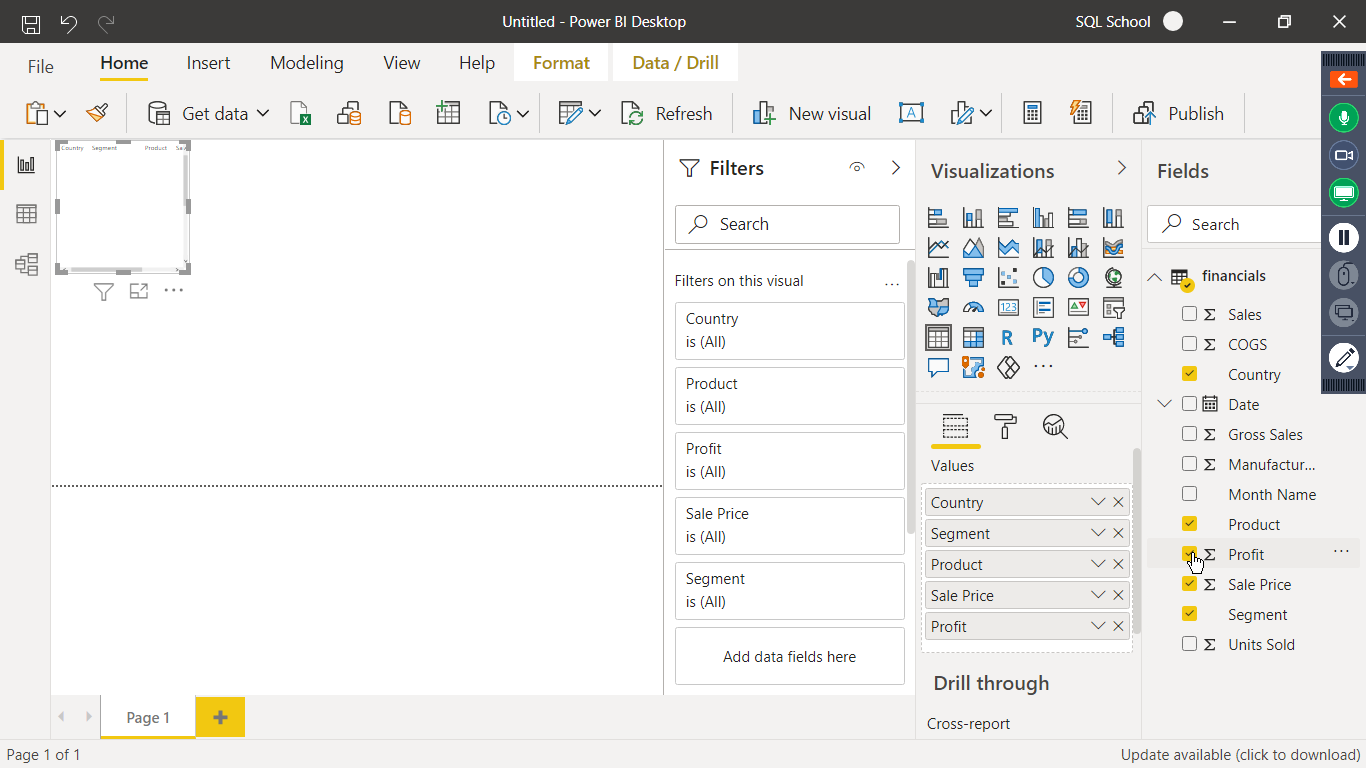 Untitled - Power BI Desktop
SQL School
File Home Insert Modeling View Help Format Data / Drill
Get data Refresh New visual Publish
Country Segment Product
Filters
Search
Filters on this visual ...
Country
is (All)
Product
is (All)
Profit
is (All)
Sale Price
is (All)
Segment
is (All)
Add data fields here
Visualizations
123
R Py
...
Values
Country
Segment
Product
Sale Price
Profit
Drill through
Cross-report
Fields
Search
financials
Σ Sales
Σ COGS
Country
Date
Σ Gross Sales
Σ Manufactur...
Month Name
Product
Σ Profit ...
Σ Sale Price
Segment
Σ Units Sold
Page 1 +
Page 1 of 1
Update available (click to download)